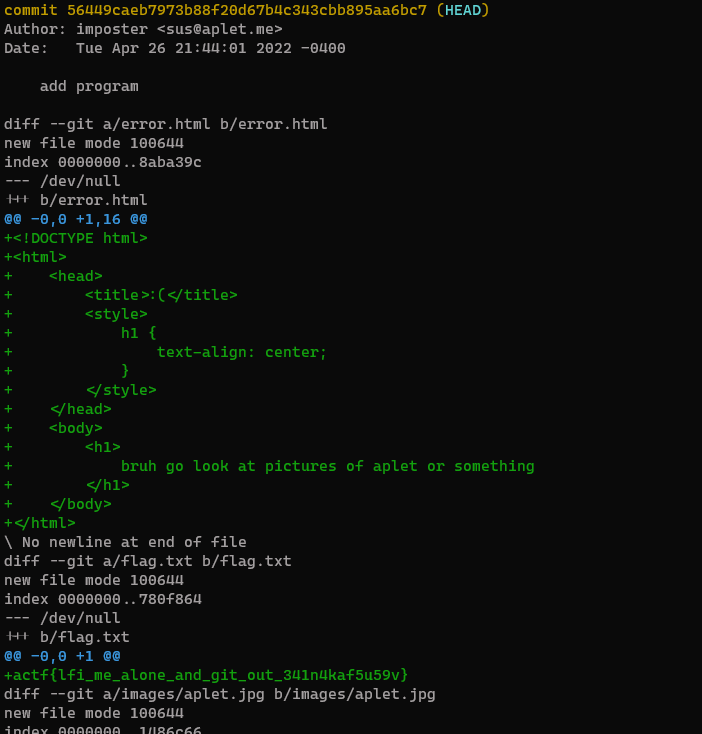 commit 56449caeb7973b88f20d67b4c343cbb895aa6bc7 (HEAD)
Author: imposter <sus@aplet.me>
Date:   Tue Apr 26 21:44:01 2022 -0400

    add program

diff --git a/error.html b/error.html
new file mode 100644
index 0000000..8aba39c
--- /dev/null
+++ b/error.html
@@ -0,0 +1,16 @@
+<!DOCTYPE html>
+<html>
+    <head>
+        <title>:(</title>
+        <style>
+            h1 {
+                text-align: center;
+            }
+        </style>
+    </head>
+    <body>
+        <h1>
+            bruh go look at pictures of aplet or something
+        </h1>
+    </body>
+</html>
\ No newline at end of file
diff --git a/flag.txt b/flag.txt
new file mode 100644
index 0000000..780f864
--- /dev/null
+++ b/flag.txt
@@ -0,0 +1 @@
+actf{lfi_me_alone_and_git_out_341n4kaf5u59v}
diff --git a/images/aplet.jpg b/images/aplet.jpg
new file mode 100644
index 0000000..1486c66